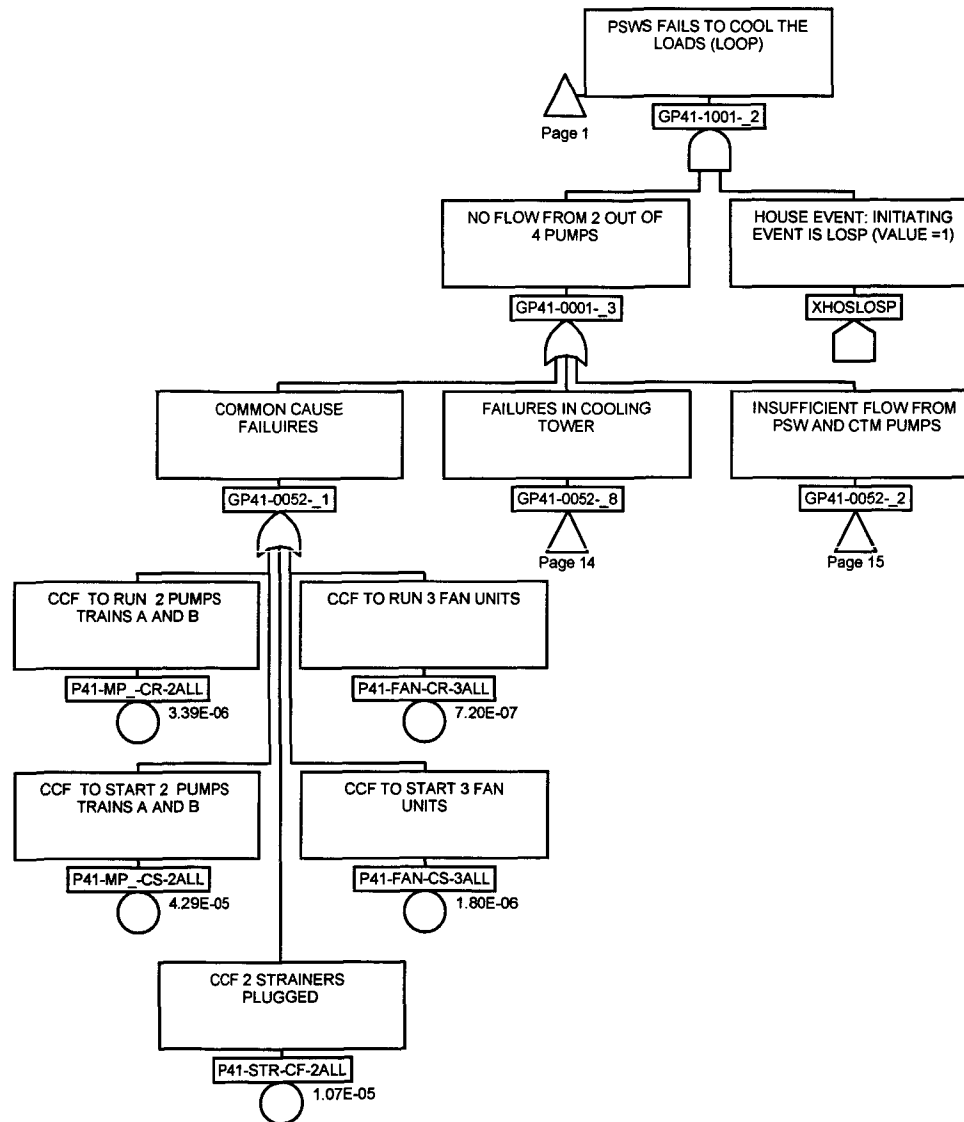 PSWS FAILS TO COOL THE
LOADS (LOOP)
Page 1
GP41-1001-_2
NO FLOW FROM 2 OUT OF
4 PUMPS
HOUSE EVENT: INITIATING
EVENT IS LOSP (VALUE =1)
GP41-0001-_3
XHOSLOSP
COMMON CAUSE
FAILUIRES
FAILURES IN COOLING
TOWER
INSUFFICIENT FLOW FROM
PSW AND CTM PUMPS
GP41-0052-_1
GP41-0052-_8
GP41-0052-_2
Page 14
Page 15
CCF TO RUN 2 PUMPS
TRAINS A AND B
CCF TO RUN 3 FAN UNITS
P41-MP_-CR-2ALL
P41-FAN-CR-3ALL
3.39E-06
7.20E-07
CCF TO START 2 PUMPS
TRAINS A AND B
CCF TO START 3 FAN
UNITS
P41-MP_-CS-2ALL
P41-FAN-CS-3ALL
4.29E-05
1.80E-06
CCF 2 STRAINERS
PLUGGED
P41-STR-CF-2ALL
1.07E-05